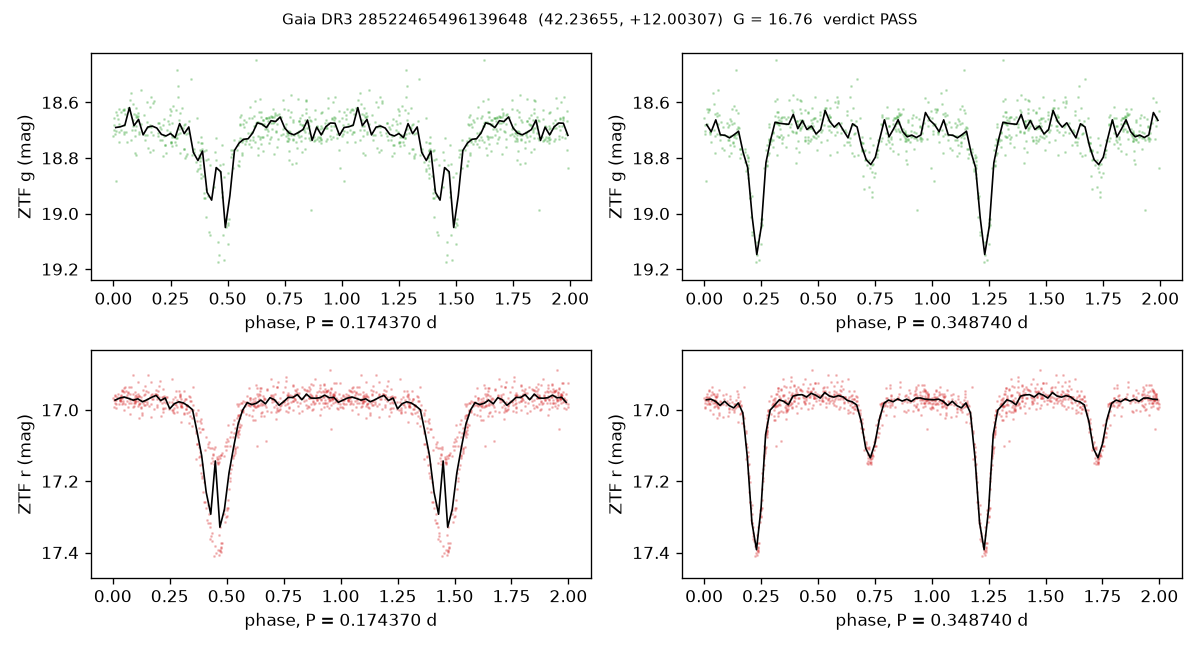 Gaia DR3 28522465496139648 (42.23655, +12.00307) G = 16.76 verdict PASS
ZTF g (mag)
18.6
18.8
19.0
19.2
0.00 0.25 0.50 0.75 1.00 1.25 1.50 1.75 2.00
phase, P = 0.174370 d
ZTF g (mag)
18.6
18.8
19.0
19.2
0.00 0.25 0.50 0.75 1.00 1.25 1.50 1.75 2.00
phase, P = 0.348740 d
ZTF r (mag)
17.0
17.2
17.4
0.00 0.25 0.50 0.75 1.00 1.25 1.50 1.75 2.00
phase, P = 0.174370 d
ZTF r (mag)
17.0
17.2
17.4
0.00 0.25 0.50 0.75 1.00 1.25 1.50 1.75 2.00
phase, P = 0.348740 d